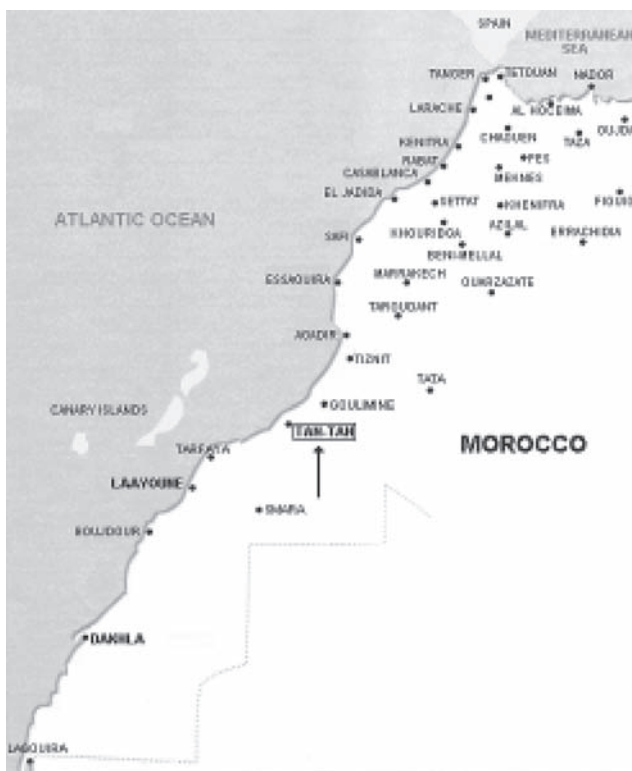 SPAIN
MEDITERRANEAN
SEA
TANGER
TETOUAN
NADOR
LARACHE
AL HOCEIMA
CHAOUEN
TAZA
OUJDA
KENITRA
RABAT
FES
CASABLANCA
MEKNES
EL JADIDA
SETTAT
KHENIFRA
FIGUIG
ATLANTIC OCEAN
KHOURIDGA
AZILAL
SAFI
BENI-MELLAL
ERRACHIDIA
ESSAOUIRA
MARRAKECH
OUARZAZATE
TAROUDANT
AGADIR
TIZNIT
TATA
CANARY ISLANDS
GOULIMINE
TAN-TAN
MOROCCO
TARFAYA
LAAYOUNE
SMARA
BOUJDOUR
DAKHLA
LAGOUIRA